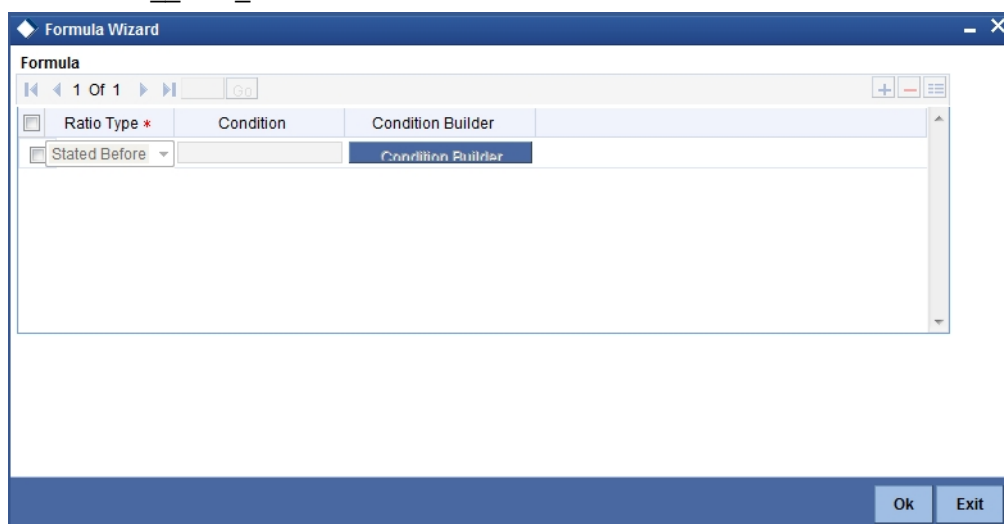 Formula Wizard
Formula
1 Of 1 Go
Ratio Type * Condition Condition Builder
Stated Before Condition Builder
Ok Exit